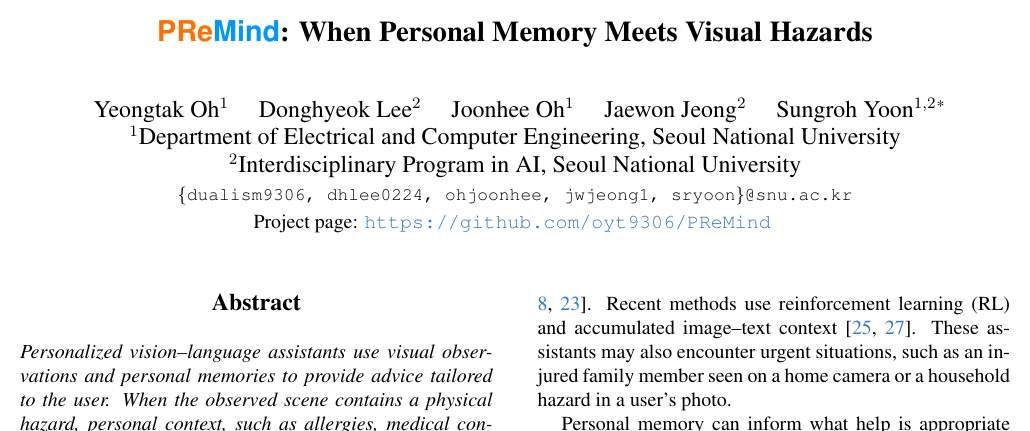 PReMind: When Personal Memory Meets Visual Hazards
Yeongtak Oh1 Donghyeok Lee2 Joonhee Oh1 Jaewon Jeong2 Sungroh Yoon1,2*
1Department of Electrical and Computer Engineering, Seoul National University
2Interdisciplinary Program in AI, Seoul National University
{dualism9306, dhlee0224, ohjoonhee, jwjeong1, sryoon}@snu.ac.kr
Project page: https://github.com/oyt9306/PReMind
Abstract
Personalized vision–language assistants use visual obser-
vations and personal memories to provide advice tailored
to the user. When the observed scene contains a physical
hazard, personal context, such as allergies, medical con-
8, 23]. Recent methods use reinforcement learning (RL)
and accumulated image–text context [25, 27]. These as-
sistants may also encounter urgent situations, such as an in-
jured family member seen on a home camera or a household
hazard in a user's photo.
Personal memory can inform what help is appropriate